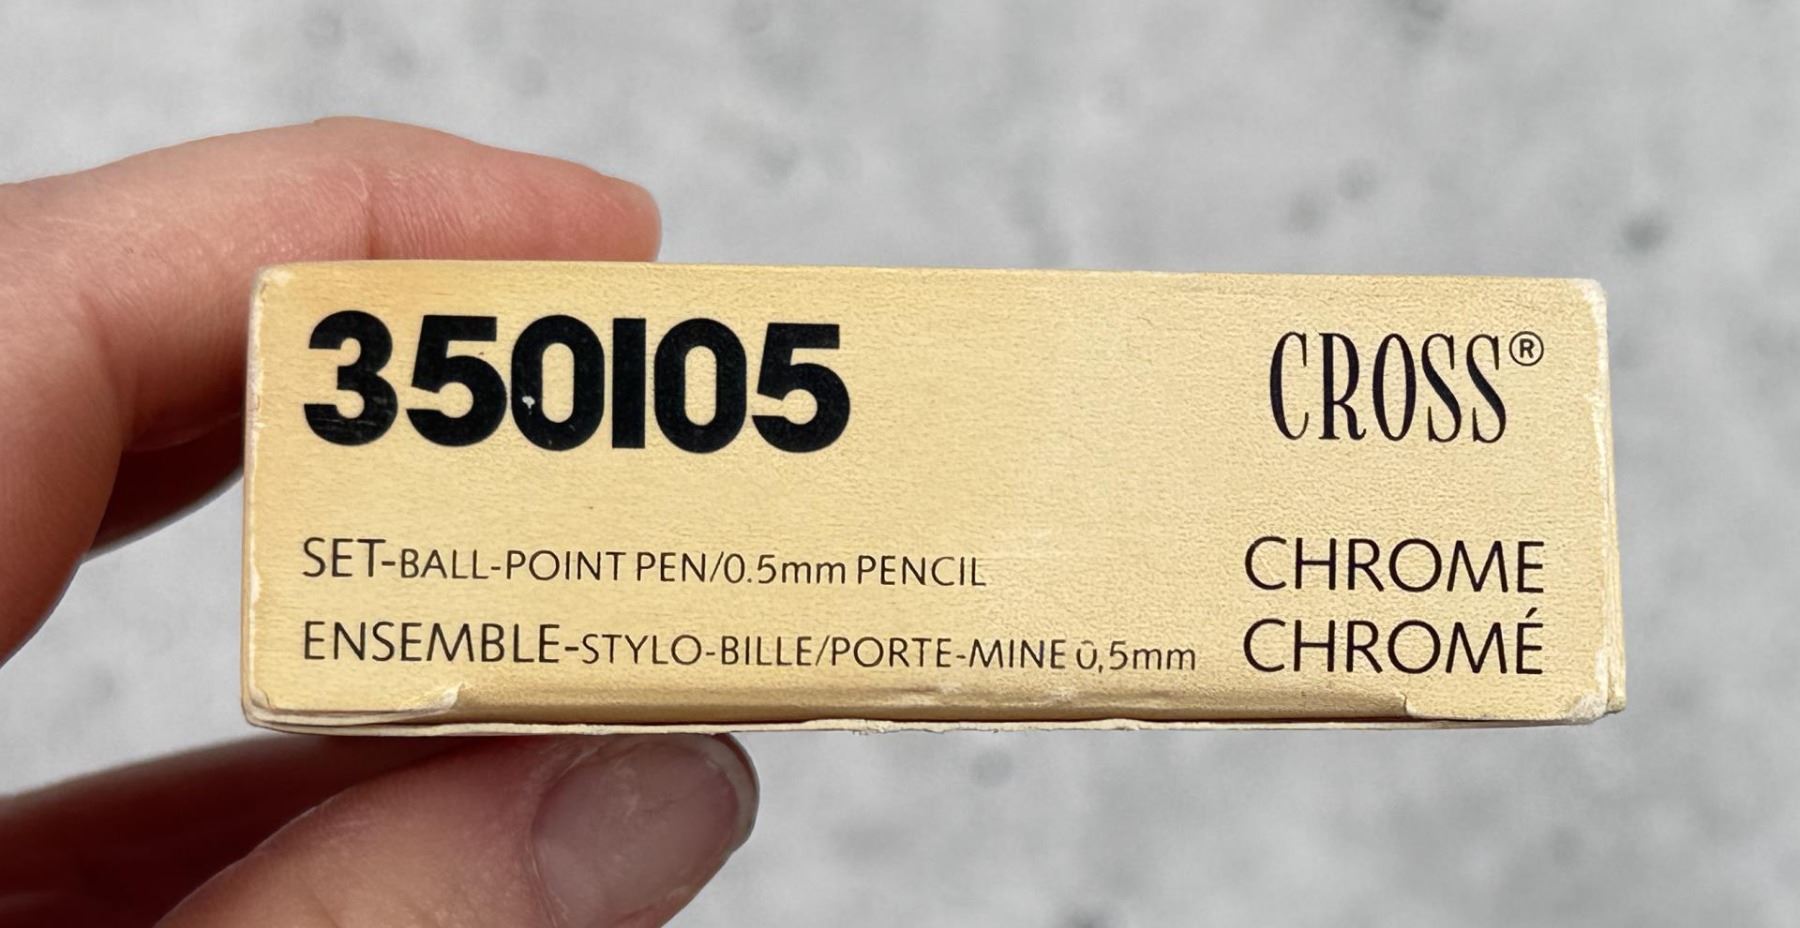 350105
CROSS®
SET-BALL-POINT PEN/0.5mm PENCIL
CHROME
ENSEMBLE-STYLO-BILLE/PORTE-MINE 0,5mm
CHROMÉ